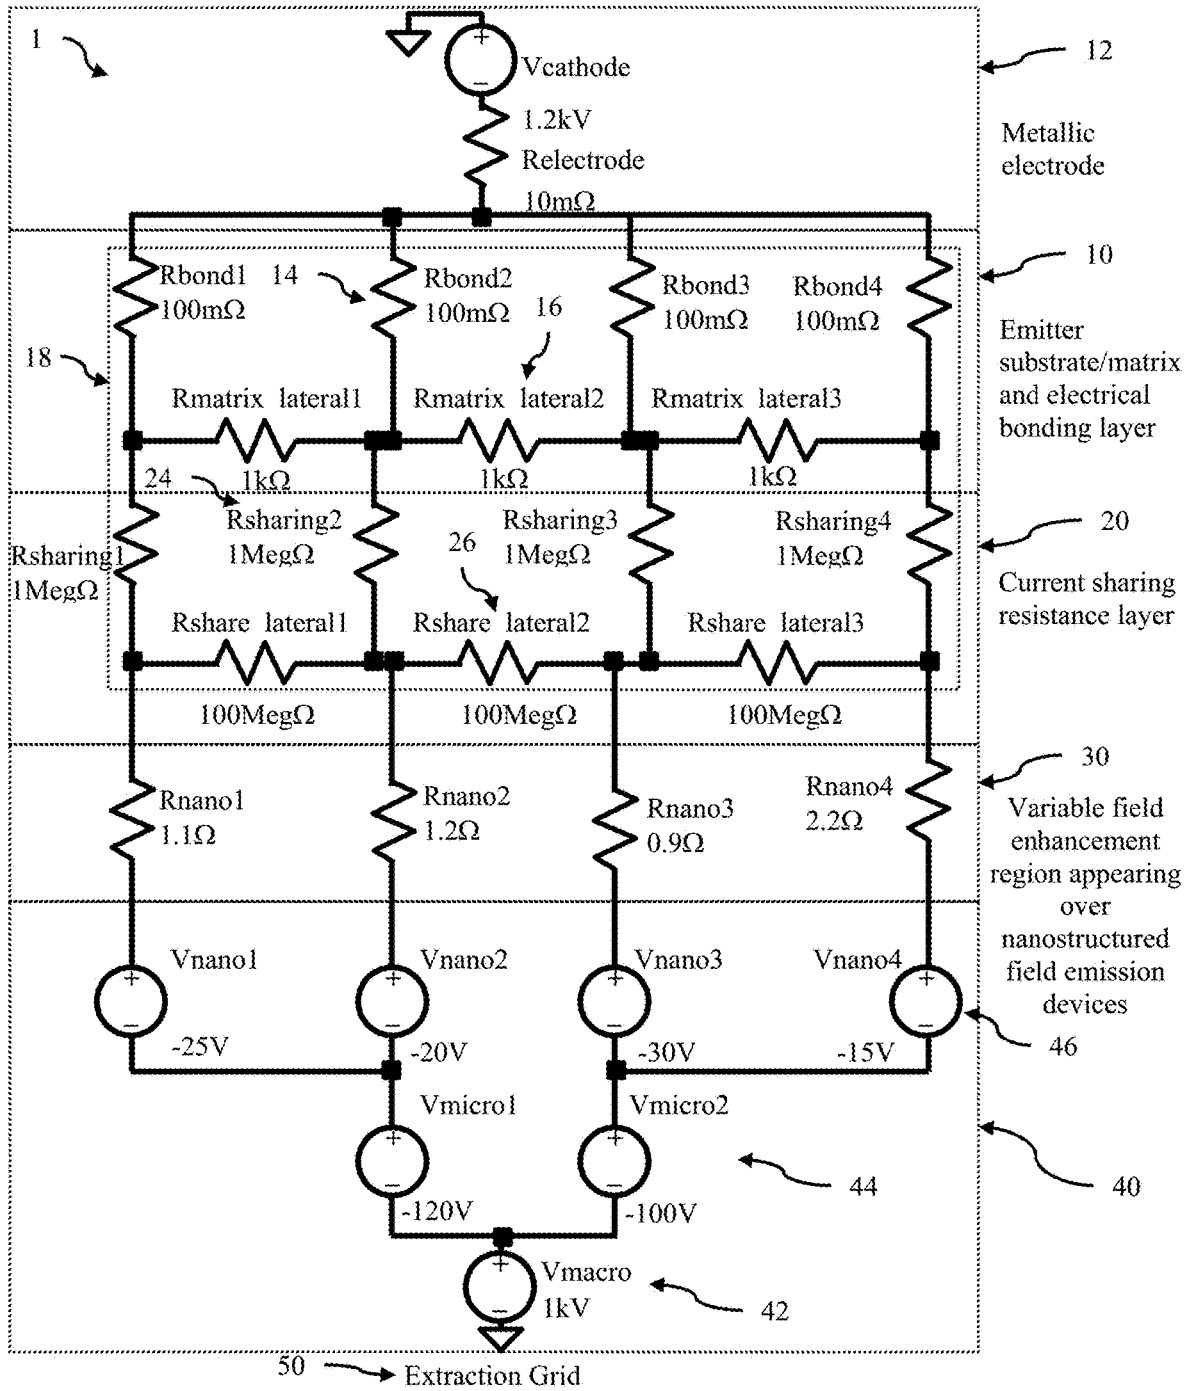 1
+
Vcathode
−
12
1.2kV
Relectrode
10mΩ
Metallic
electrode
Rbond1
100mΩ
14
Rbond2
100mΩ
Rbond3
100mΩ
Rbond4
100mΩ
10
16
18
Emitter
substrate/matrix
and electrical
bonding layer
Rmatrix lateral1
Rmatrix lateral2
Rmatrix lateral3
1kΩ
1kΩ
1kΩ
24
Rsharing1
1MegΩ
Rsharing2
1MegΩ
Rsharing3
1MegΩ
Rsharing4
1MegΩ
20
26
Current sharing
resistance layer
Rshare lateral1
Rshare lateral2
Rshare lateral3
100MegΩ
100MegΩ
100MegΩ
30
Rnano1
1.1Ω
Rnano2
1.2Ω
Rnano3
0.9Ω
Rnano4
2.2Ω
Variable field
enhancement
region appearing
over
nanostructured
field emission
devices
Vnano1
+
−
-25V
Vnano2
+
−
-20V
Vnano3
+
−
-30V
Vnano4
+
−
-15V
46
Vmicro1
+
−
-120V
Vmicro2
+
−
-100V
44
40
+
Vmacro
1kV
−
42
50
Extraction Grid